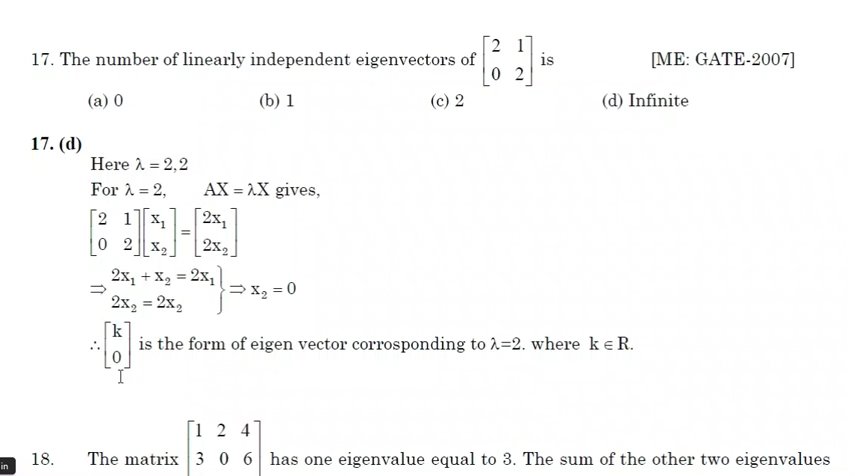 17. The number of linearly independent eigenvectors of [2 1; 0 2] is [ME: GATE-2007]
(a) 0 (b) 1 (c) 2 (d) Infinite
17. (d)
Here λ = 2,2
For λ = 2, AX = λX gives,
[2 1; 0 2] [x₁; x₂] = [2x₁; 2x₂]
⇒ 2x₁ + x₂ = 2x₁
2x₂ = 2x₂ } ⇒ x₂ = 0
∴ [k; 0] is the form of eigen vector corrosponding to λ=2. where k ∈ R.
18. The matrix [1 2 4; 3 0 6 has one eigenvalue equal to 3. The sum of the other two eigenvalues
in